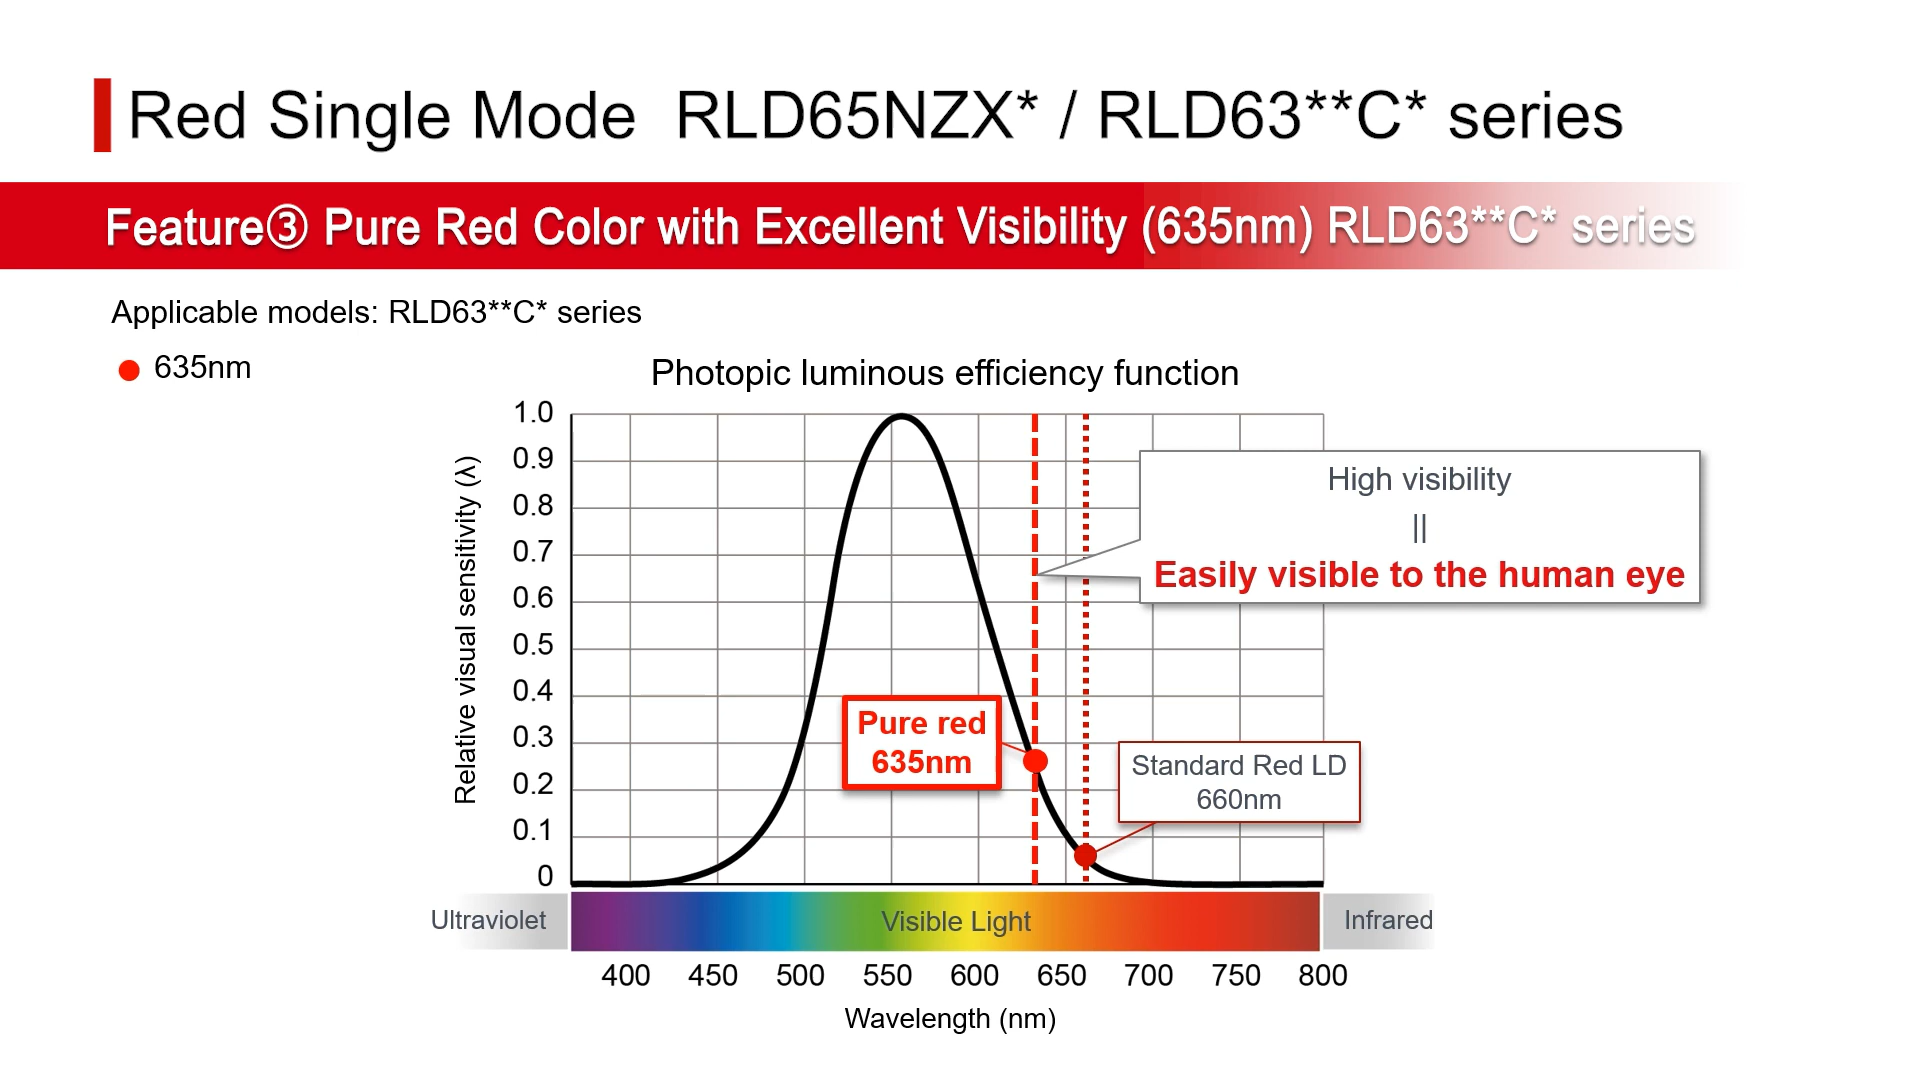 Red Single Mode RLD65NZX* / RLD63**C* series
Feature③ Pure Red Color with Excellent Visibility (635nm) RLD63**C* series
Applicable models: RLD63**C* series
635nm
Photopic luminous efficiency function
Relative visual sensitivity (λ)
1.0
0.9
0.8
0.7
0.6
0.5
0.4
0.3
0.2
0.1
0
High visibility
||
Easily visible to the human eye
Pure red
635nm
Standard Red LD
660nm
Ultraviolet
Visible Light
Infrared
400 450 500 550 600 650 700 750 800
Wavelength (nm)